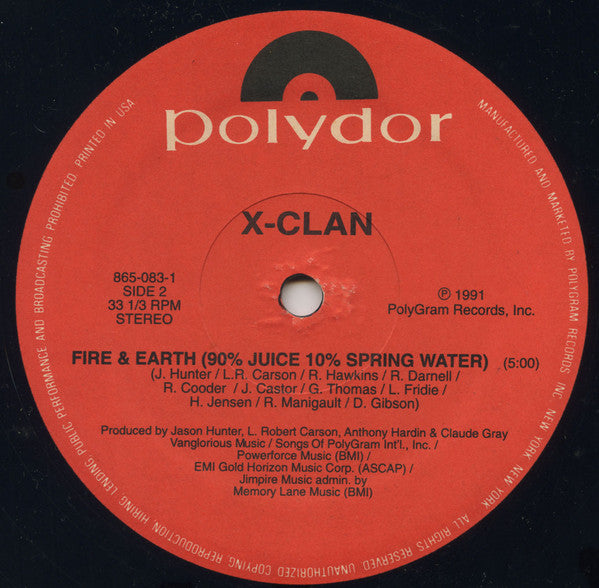 polydor
X-CLAN
865-083-1
SIDE 2
33 1/3 RPM
STEREO
℗ 1991
PolyGram Records, Inc.
FIRE & EARTH (90% JUICE 10% SPRING WATER) (5:00)
(J. Hunter / L.R. Carson / R. Hawkins / R. Darnell /
R. Cooder / J. Castor / G. Thomas / L. Fridie /
H. Jensen / R. Manigault / D. Gibson)
Produced by Jason Hunter, L. Robert Carson, Anthony Hardin & Claude Gray
Vanglorious Music / Songs Of PolyGram Int'l., Inc. /
Powerforce Music (BMI) /
EMI Gold Horizon Music Corp. (ASCAP) /
Jimpire Music admin. by
Memory Lane Music (BMI)
MANUFACTURED AND MARKETED BY POLYGRAM RECORDS INC. NEW YORK, NEW YORK. ALL RIGHTS RESERVED. UNAUTHORIZED COPYING, REPRODUCTION HIRING, LENDING, PUBLIC PERFORMANCE AND BROADCASTING PROHIBITED. PRINTED IN USA